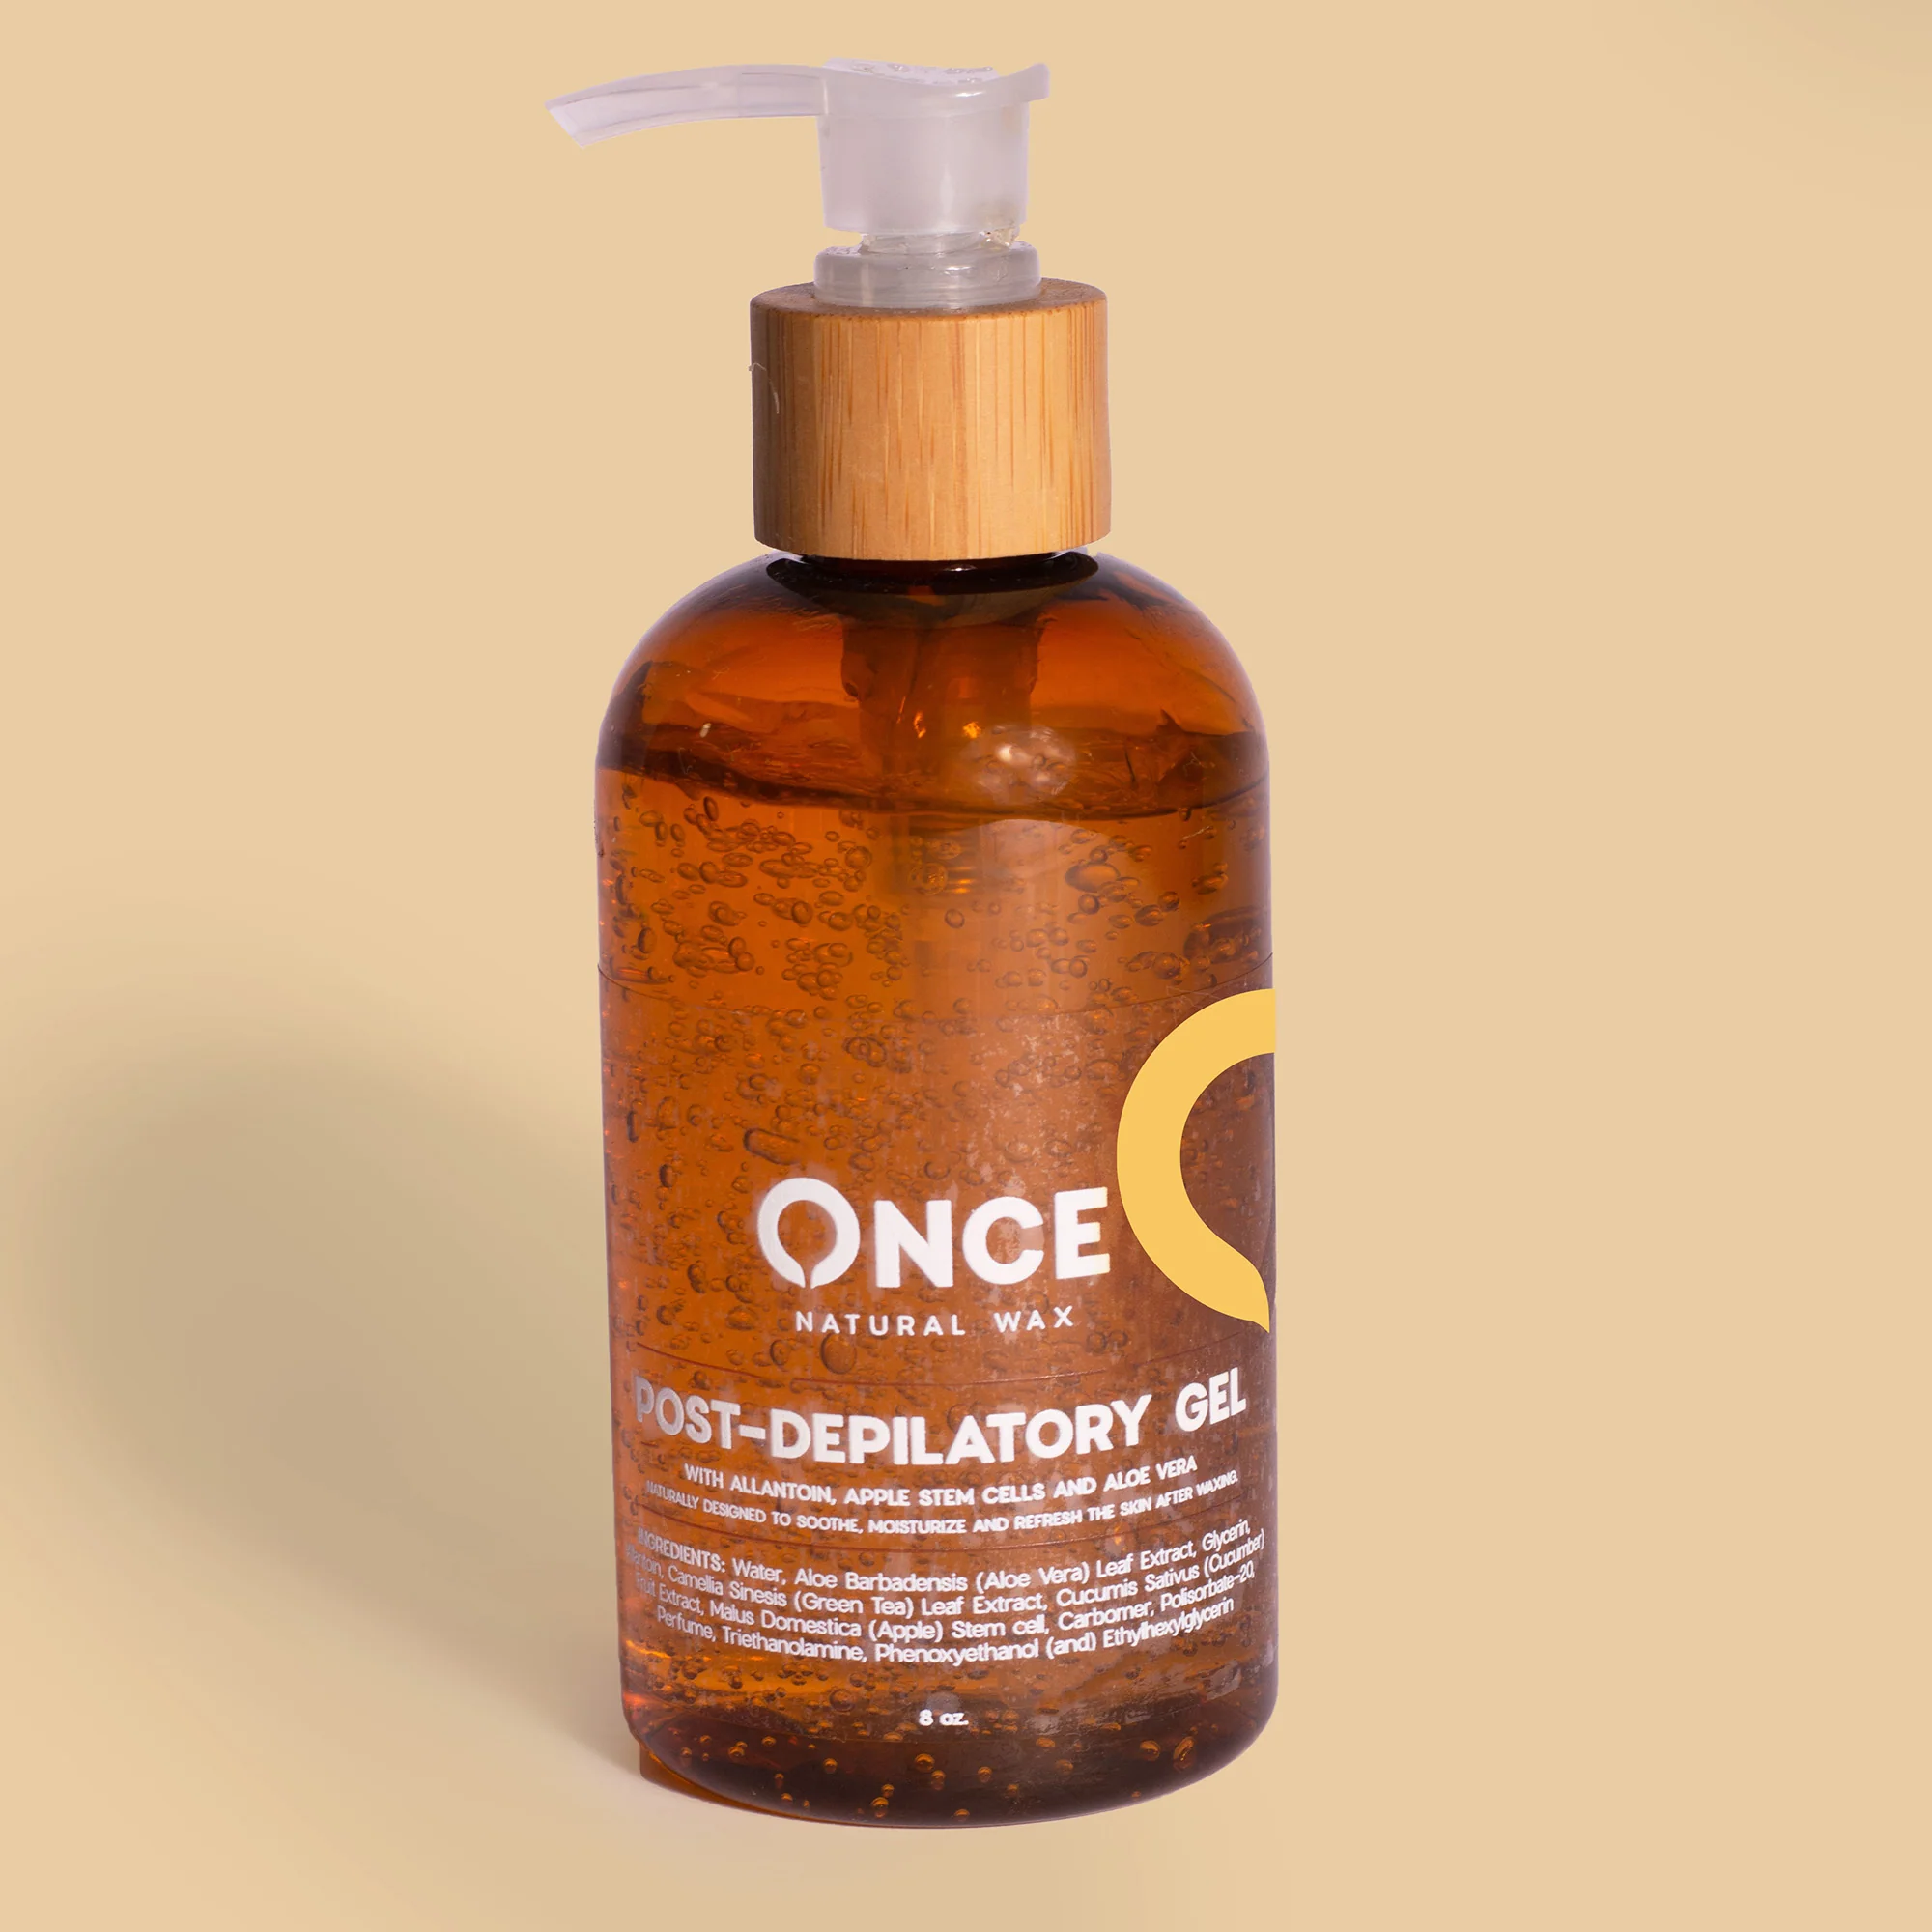 ONCE
NATURAL WAX
POST-DEPILATORY GEL
WITH ALLANTOIN, APPLE STEM CELLS AND ALOE VERA
NATURALLY DESIGNED TO SOOTHE, MOISTURIZE AND REFRESH THE SKIN AFTER WAXING.
INGREDIENTS: Water, Aloe Barbadensis (Aloe Vera) Leaf Extract, Glycerin,
Allantoin, Camellia Sinesis (Green Tea) Leaf Extract, Cucumis Sativus (Cucumber)
Fruit Extract, Malus Domestica (Apple) Stem cell, Carbomer, Polisorbate-20,
Perfume, Triethanolamine, Phenoxyethanol (and) Ethylhexylglycerin
8 oz.